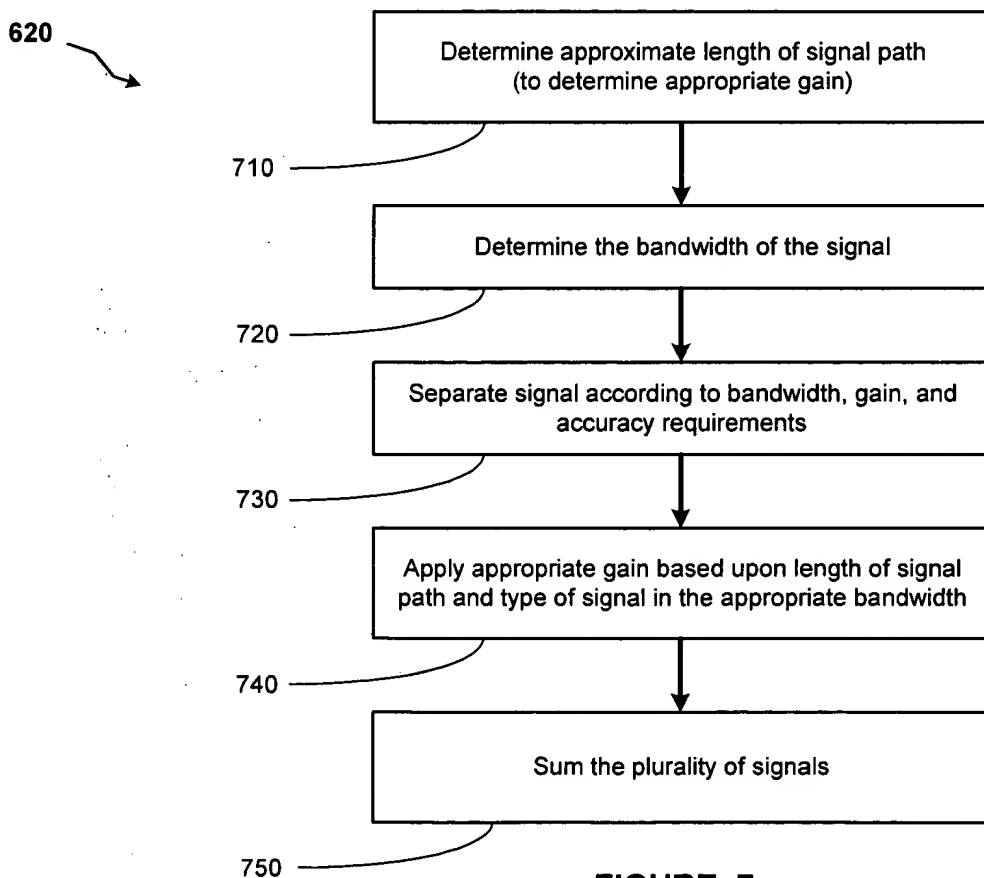 620
Determine approximate length of signal path
(to determine appropriate gain)
710
Determine the bandwidth of the signal
720
Separate signal according to bandwidth, gain, and
accuracy requirements
730
Apply appropriate gain based upon length of signal
path and type of signal in the appropriate bandwidth
740
Sum the plurality of signals
750